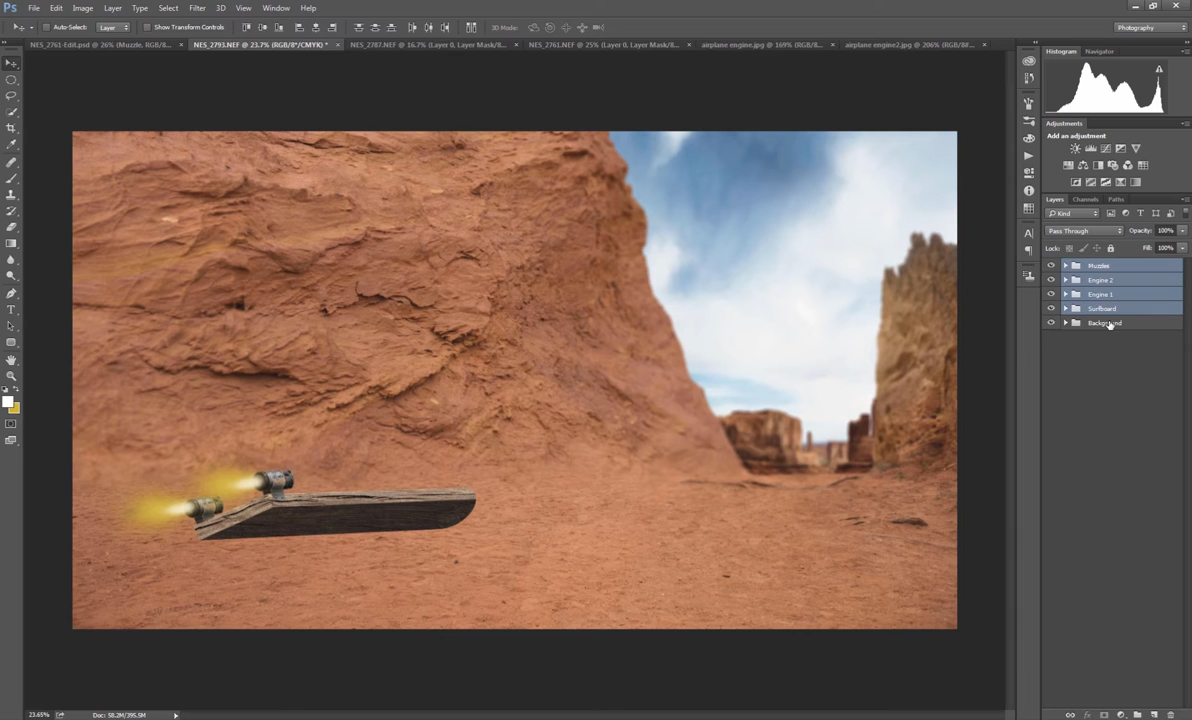 Ps File Edit Image Layer Type Select Filter 3D View Window Help
Auto-Select: Layer Show Transform Controls 3D Mode: Photography
NES_2761-Edit.psd @ 26% (Muzzle, RGB/8... × NES_2793.NEF @ 23.7% (RGB/8*/CMYK) * × NES_2787.NEF @ 16.7% (Layer 0, Layer Mask/8... × NES_2763.NEF @ 25% (Layer 0, Layer Mask/8... × airplane engine.jpg @ 169% (RGB/8... × airplane engine2.jpg @ 206% (RGB/8#... ×
Histogram Navigator
Adjustments
Add an adjustment
Layers Channels Paths
Kind
Pass Through Opacity: 100%
Lock: Fill: 100%
Muzzles
Engine 2
Engine 1
Surfboard
Background
23.65% Doc: 58.2M/395.5M